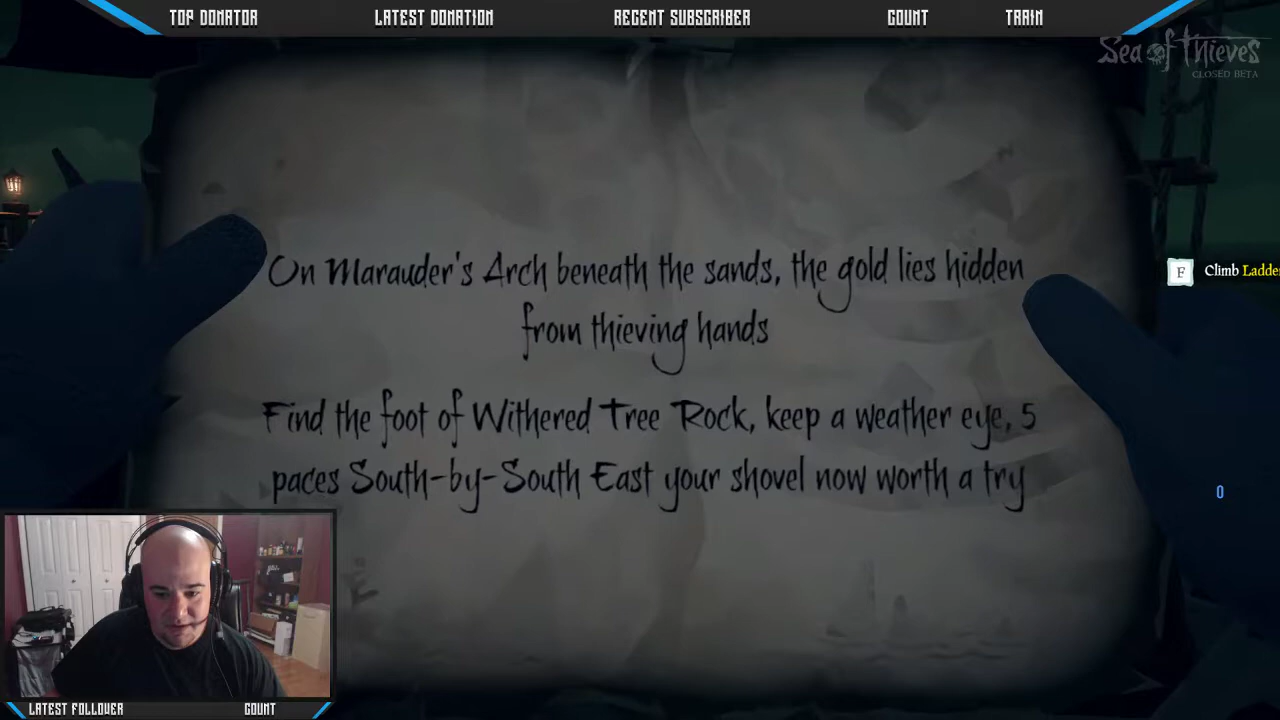 TOP DONATOR LATEST DONATION RECENT SUBSCRIBER COUNT TRAIN
Sea of Thieves
CLOSED BETA
On Marauder's Arch beneath the sands, the gold lies hidden
from thieving hands
F Climb Ladde
Find the foot of Withered Tree Rock, keep a weather eye, 5
paces South-by-South East your shovel now worth a try
0
LATEST FOLLOWER COUNT